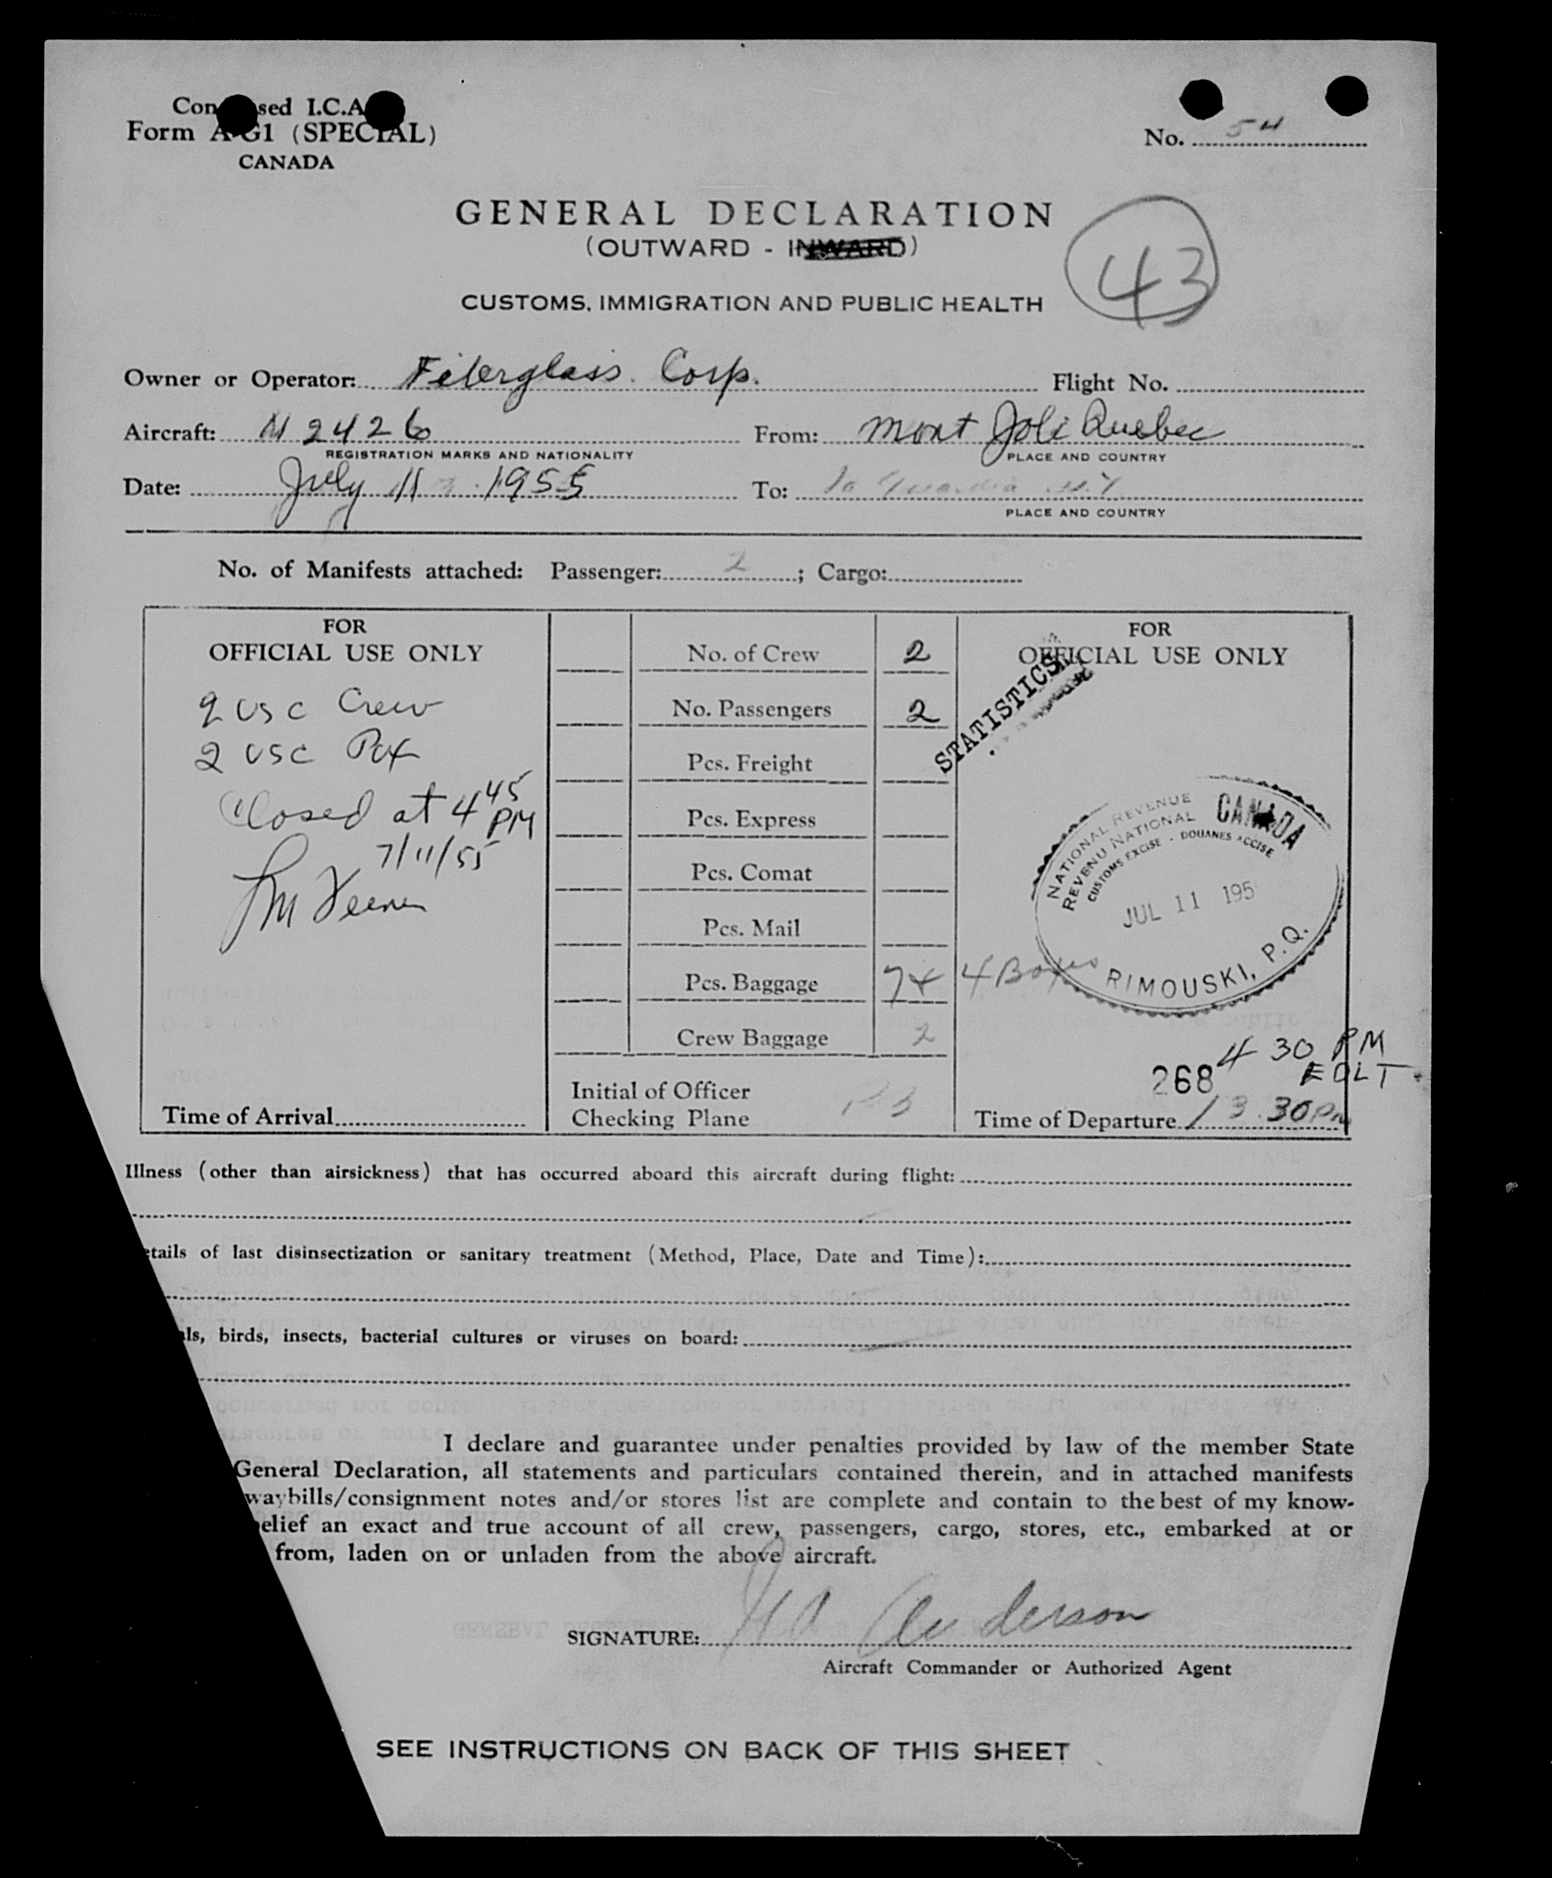 Condensed I.C.A.
Form A-G1 (SPECIAL)
CANADA
No. 54
GENERAL DECLARATION
(OUTWARD - INWARD)
43
CUSTOMS, IMMIGRATION AND PUBLIC HEALTH
Owner or Operator: Fiberglass Corp. Flight No.
Aircraft: N 2426 From: Mont Joli Quebec
REGISTRATION MARKS AND NATIONALITY PLACE AND COUNTRY
Date: July 11 1955 To: La Guardia N.Y.
PLACE AND COUNTRY
No. of Manifests attached: Passenger: 2 ; Cargo:
FOR
OFFICIAL USE ONLY
2 USC Crew
2 USC Pax
Closed at 4 45 PM
7/11/55
Time of Arrival
No. of Crew 2
No. Passengers 2
Pcs. Freight
Pcs. Express
Pcs. Comat
Pcs. Mail
Pcs. Baggage 7 + 4 Boxes
Crew Baggage 2
Initial of Officer
Checking Plane
FOR
OFFICIAL USE ONLY
STATISTICS
NATIONAL REVENUE CANADA
REVENU NATIONAL
CUSTOMS EXCISE - DOUANES ACCISE
JUL 11 195
RIMOUSKI, P.Q.
4 30 PM
268 EDLT
Time of Departure 3.30 PM
Illness (other than airsickness) that has occurred aboard this aircraft during flight:
etails of last disinsectization or sanitary treatment (Method, Place, Date and Time):
ls, birds, insects, bacterial cultures or viruses on board:
I declare and guarantee under penalties provided by law of the member State
General Declaration, all statements and particulars contained therein, and in attached manifests
waybills/consignment notes and/or stores list are complete and contain to the best of my know-
elief an exact and true account of all crew, passengers, cargo, stores, etc., embarked at or
from, laden on or unladen from the above aircraft.
SIGNATURE: Anderson
Aircraft Commander or Authorized Agent
SEE INSTRUCTIONS ON BACK OF THIS SHEET